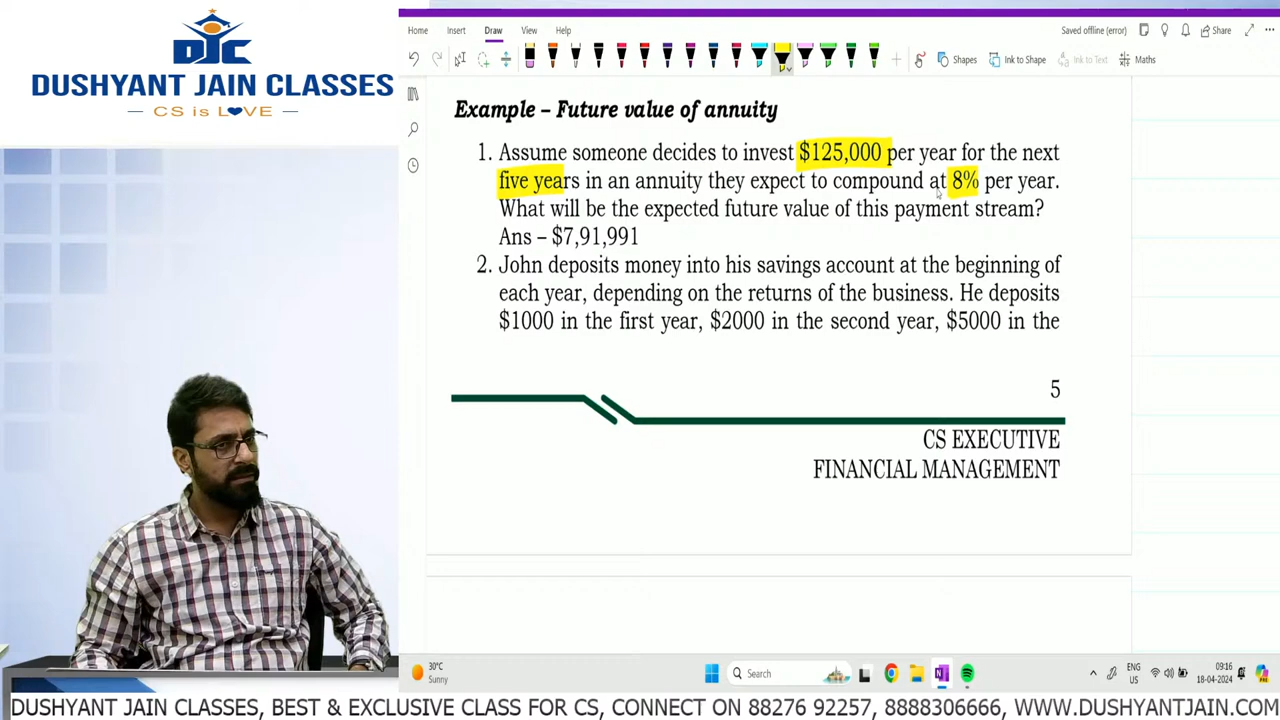 DJC
DUSHYANT JAIN CLASSES
CS is LOVE
Home Insert Draw View Help
Saved offline (error) Share
Shapes Ink to Shape Ink to Text Maths
Example – Future value of annuity
1. Assume someone decides to invest $125,000 per year for the next
five years in an annuity they expect to compound at 8% per year.
What will be the expected future value of this payment stream?
Ans – $7,91,991
2. John deposits money into his savings account at the beginning of
each year, depending on the returns of the business. He deposits
$1000 in the first year, $2000 in the second year, $5000 in the
5
CS EXECUTIVE
FINANCIAL MANAGEMENT
30°C
Sunny
Search
ENG
US
09:16
18-04-2024
DUSHYANT JAIN CLASSES, BEST & EXCLUSIVE CLASS FOR CS, CONNECT ON 88276 92257, 8888306666, WWW.DUSHYANTJAIN.COM